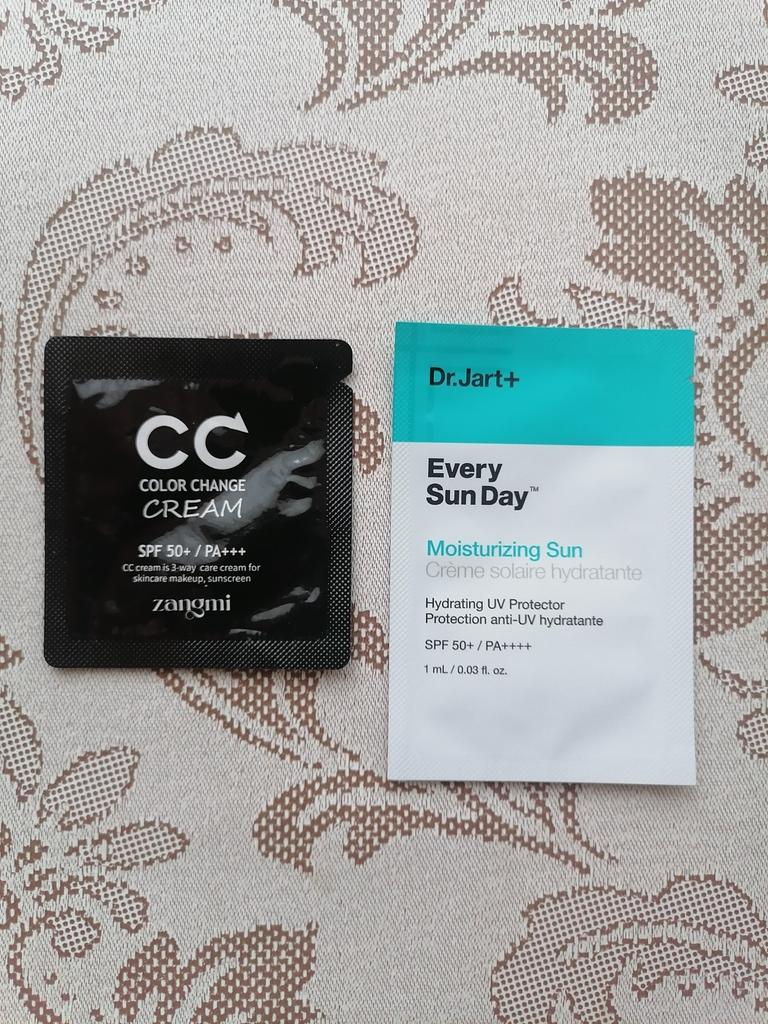 CC
COLOR CHANGE
CREAM
SPF 50+ / PA+++
CC cream is 3-way care cream for
skincare makeup, sunscreen
zangmi
Dr.Jart+
Every
Sun Day™
Moisturizing Sun
Crème solaire hydratante
Hydrating UV Protector
Protection anti-UV hydratante
SPF 50+ / PA++++
1 mL / 0.03 fl. oz.